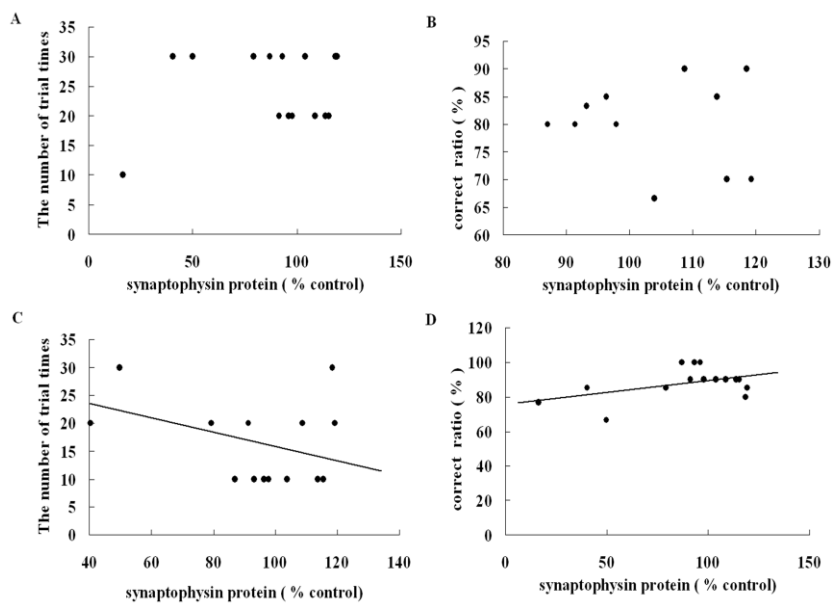 A
The number of trial times
35
30
25
20
15
10
5
0
0 50 100 150
synaptophysin protein ( % control)
B
correct ratio ( % )
95
90
85
80
75
70
65
60
80 90 100 110 120 130
synaptophysin protein ( % control)
C
The number of trial times
35
30
25
20
15
10
5
0
40 60 80 100 120 140
synaptophysin protein ( % control)
D
correct ratio ( % )
120
100
80
60
40
20
0
0 50 100 150
synaptophysin protein ( % control)